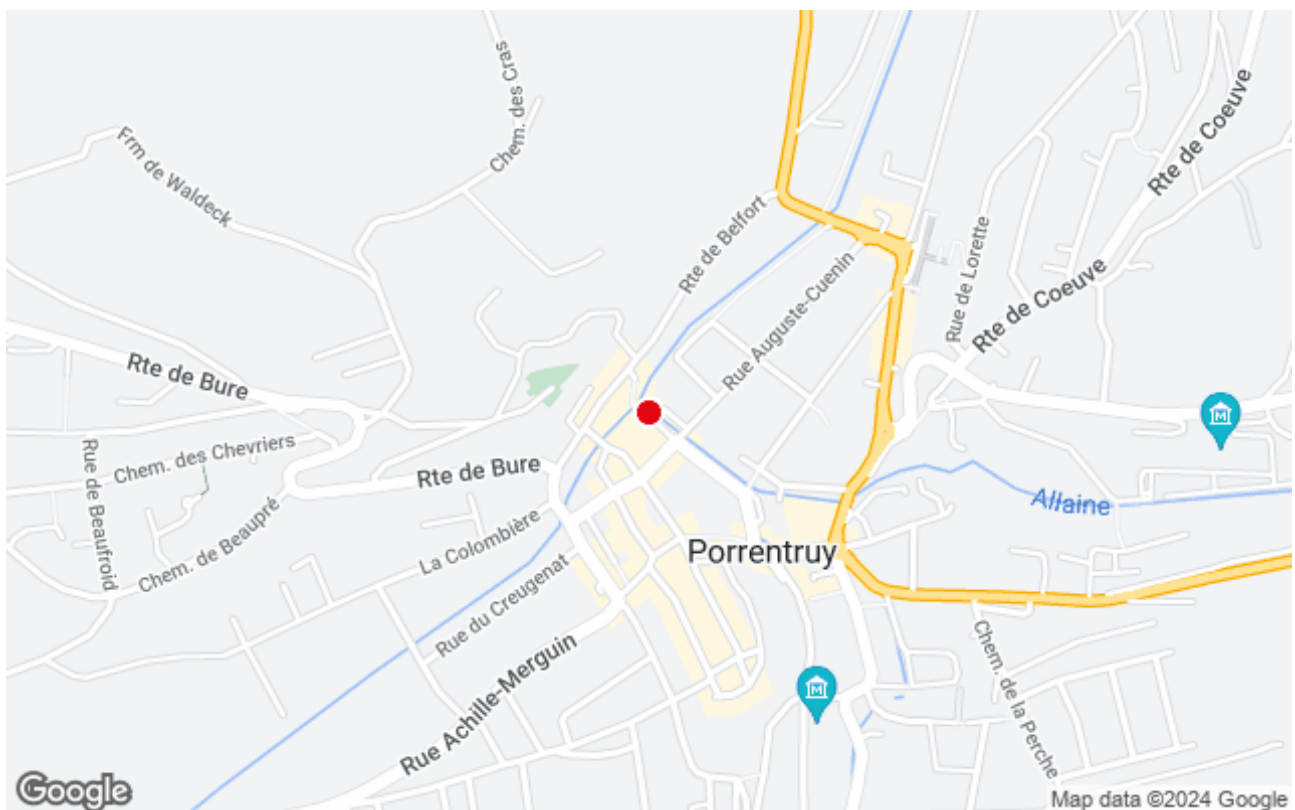 Chem. des Cras
Frm de Waldeck
Rte de Belfort
Rte de Coeuve
Rue de Lorette
Rte de Coeuve
Rue Auguste-Cuenin
Rte de Bure
Chem. des Chevriers
Rue de Beaufroid
Rte de Bure
Chem. de Beaupré
La Colombière
Allaine
Porrentruy
Rue du Creugenat
Rue Achille-Merguin
Chem. de la Perche
M
M
Google
Map data ©2024 Google